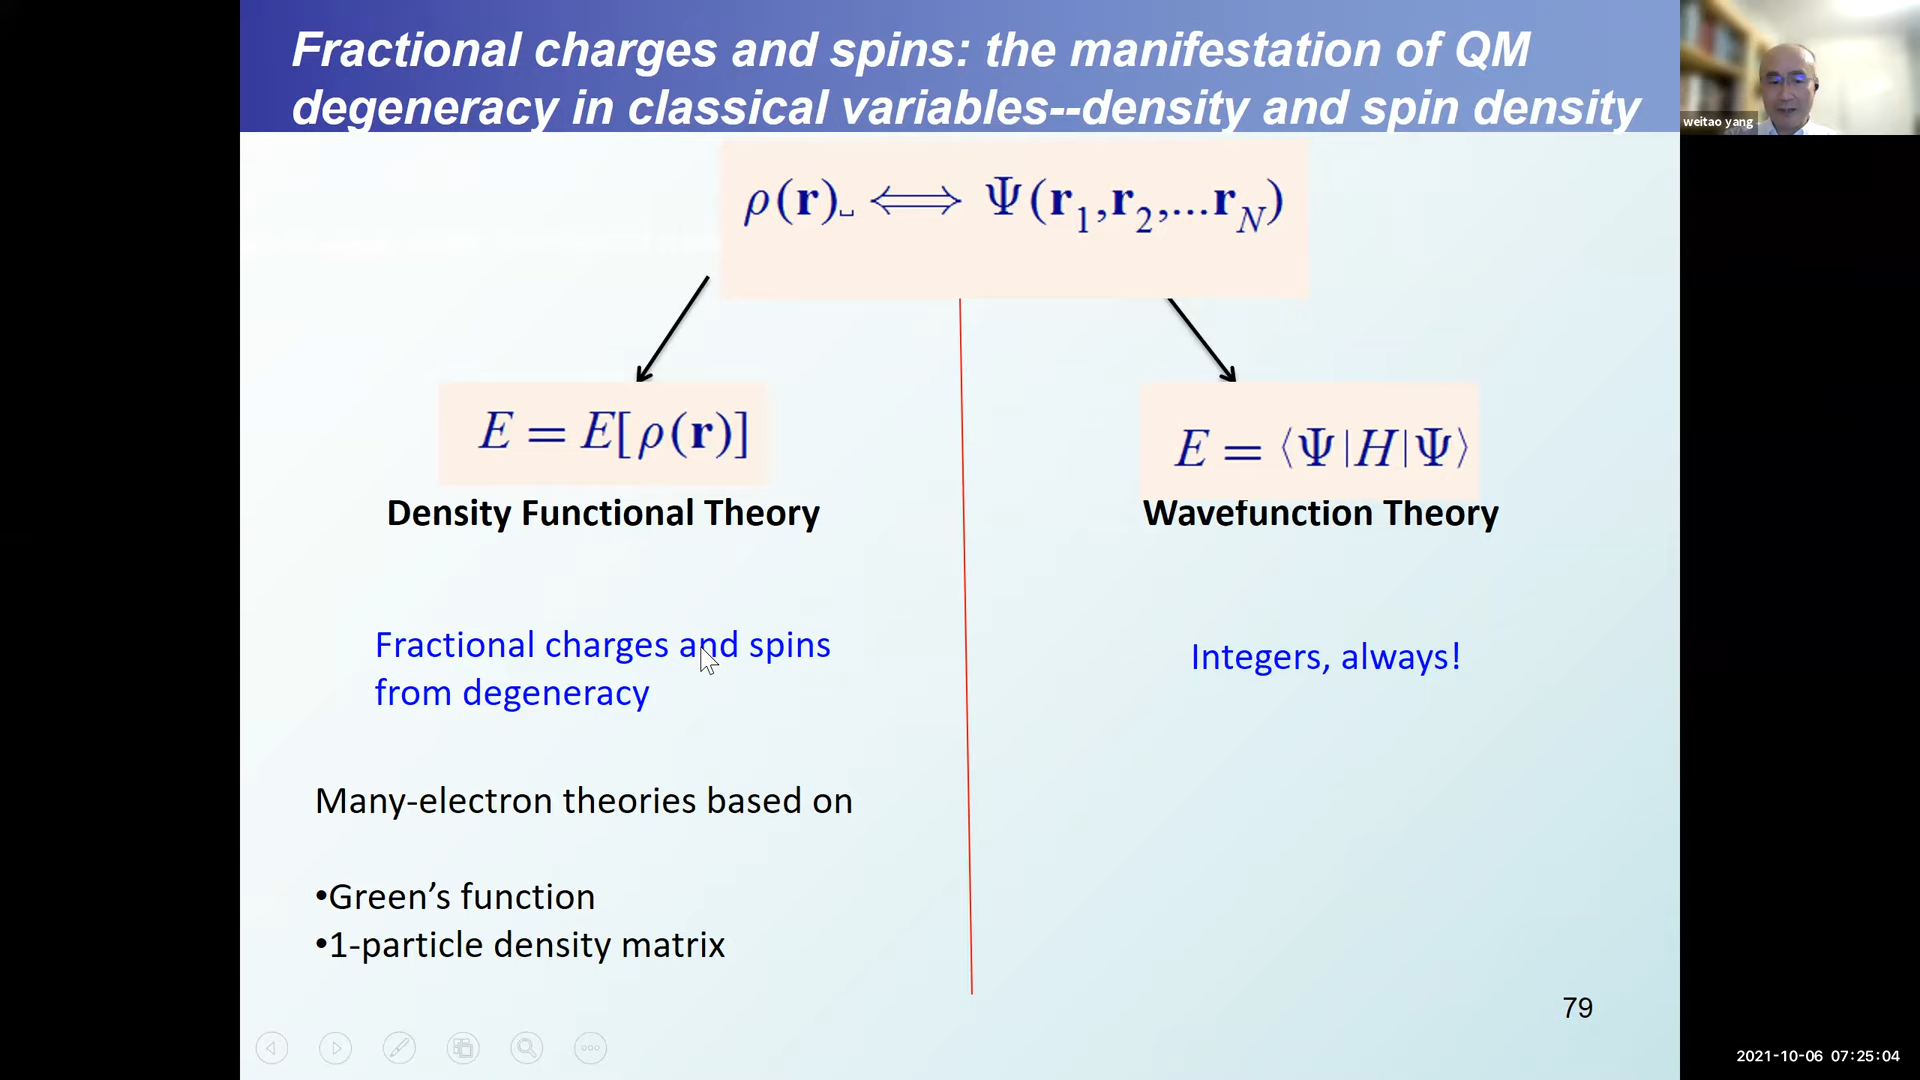 Fractional charges and spins: the manifestation of QM
degeneracy in classical variables--density and spin density
weitao yang
ρ(r)␣ ⟺ Ψ(r₁,r₂,...r_N)
E = E[ρ(r)]
E = ⟨Ψ|H|Ψ⟩
Density Functional Theory
Wavefunction Theory
Fractional charges and spins
from degeneracy
Integers, always!
Many-electron theories based on
•Green’s function
•1-particle density matrix
79
2021-10-06 07:25:04